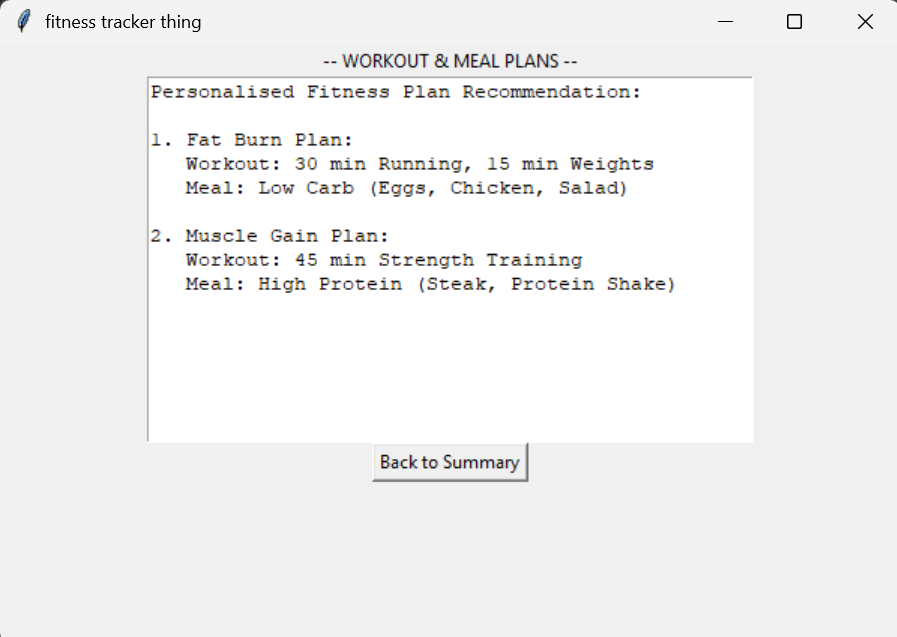 fitness tracker thing
-- WORKOUT & MEAL PLANS --
Personalised Fitness Plan Recommendation:
1. Fat Burn Plan:
Workout: 30 min Running, 15 min Weights
Meal: Low Carb (Eggs, Chicken, Salad)
2. Muscle Gain Plan:
Workout: 45 min Strength Training
Meal: High Protein (Steak, Protein Shake)
Back to Summary